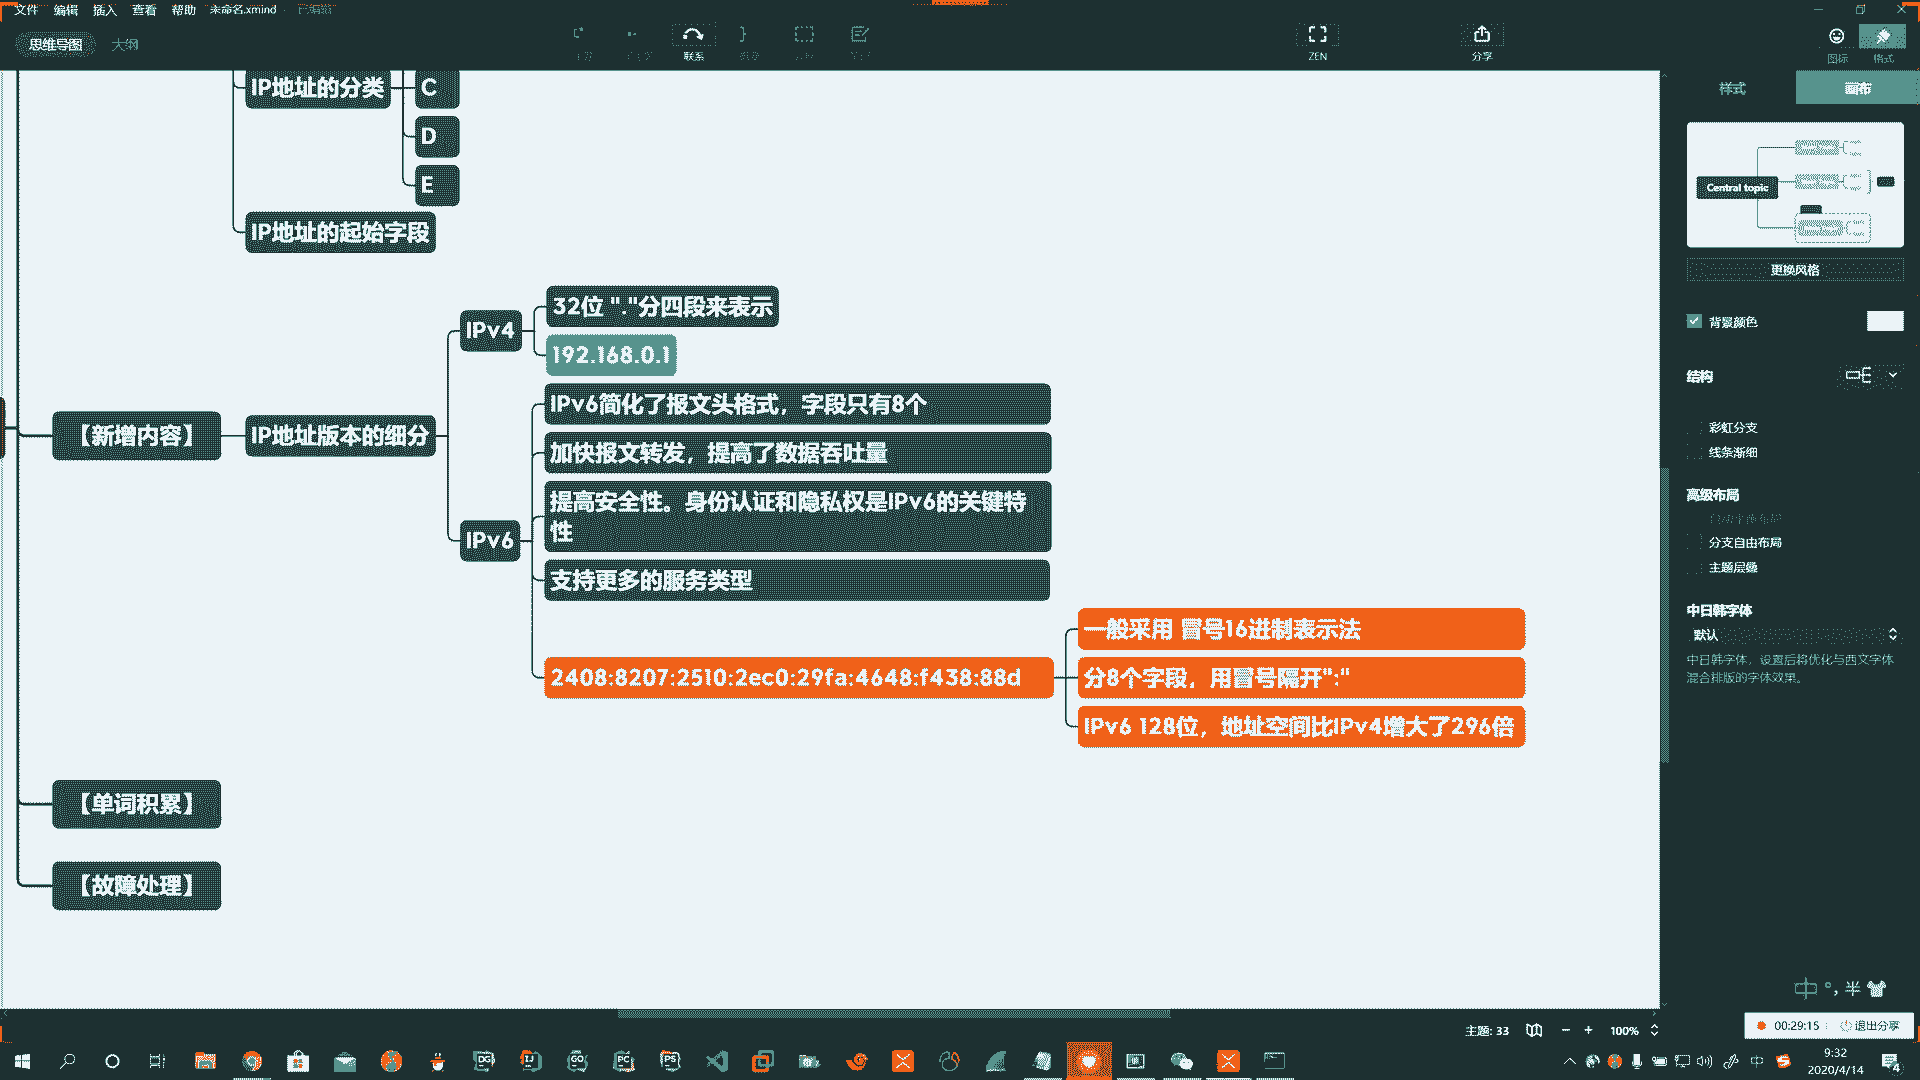 文件 编辑 插入 查看 帮助 未命名.xmind - 已编辑
思维导图 大纲
联系 ZEN 分享 图标 格式
样式 画布
IP地址的分类
C
D
E
IP地址的起始字段
Central topic
更换风格
背景颜色
结构
彩虹分支
线条渐细
高级布局
自动平衡布局
分支自由布局
主题层叠
中日韩字体
默认
中日韩字体，设置后将优化与西文字体
混合排版的字体效果。
【新增内容】
IP地址版本的细分
IPv4
32位 "."分四段来表示
192.168.0.1
IPv6
IPv6简化了报文头格式，字段只有8个
加快报文转发，提高了数据吞吐量
提高安全性。身份认证和隐私权是IPv6的关键特
性
支持更多的服务类型
2408:8207:2510:2ec0:29fa:4648:f438:88d
一般采用 冒号16进制表示法
分8个字段，用冒号隔开":"
IPv6 128位，地址空间比IPv4增大了296倍
【单词积累】
【故障处理】
中 °, 半
主题: 33
100%
00:29:15 退出分享
DG IJ GO PC PS
中
9:32
2020/4/14
4